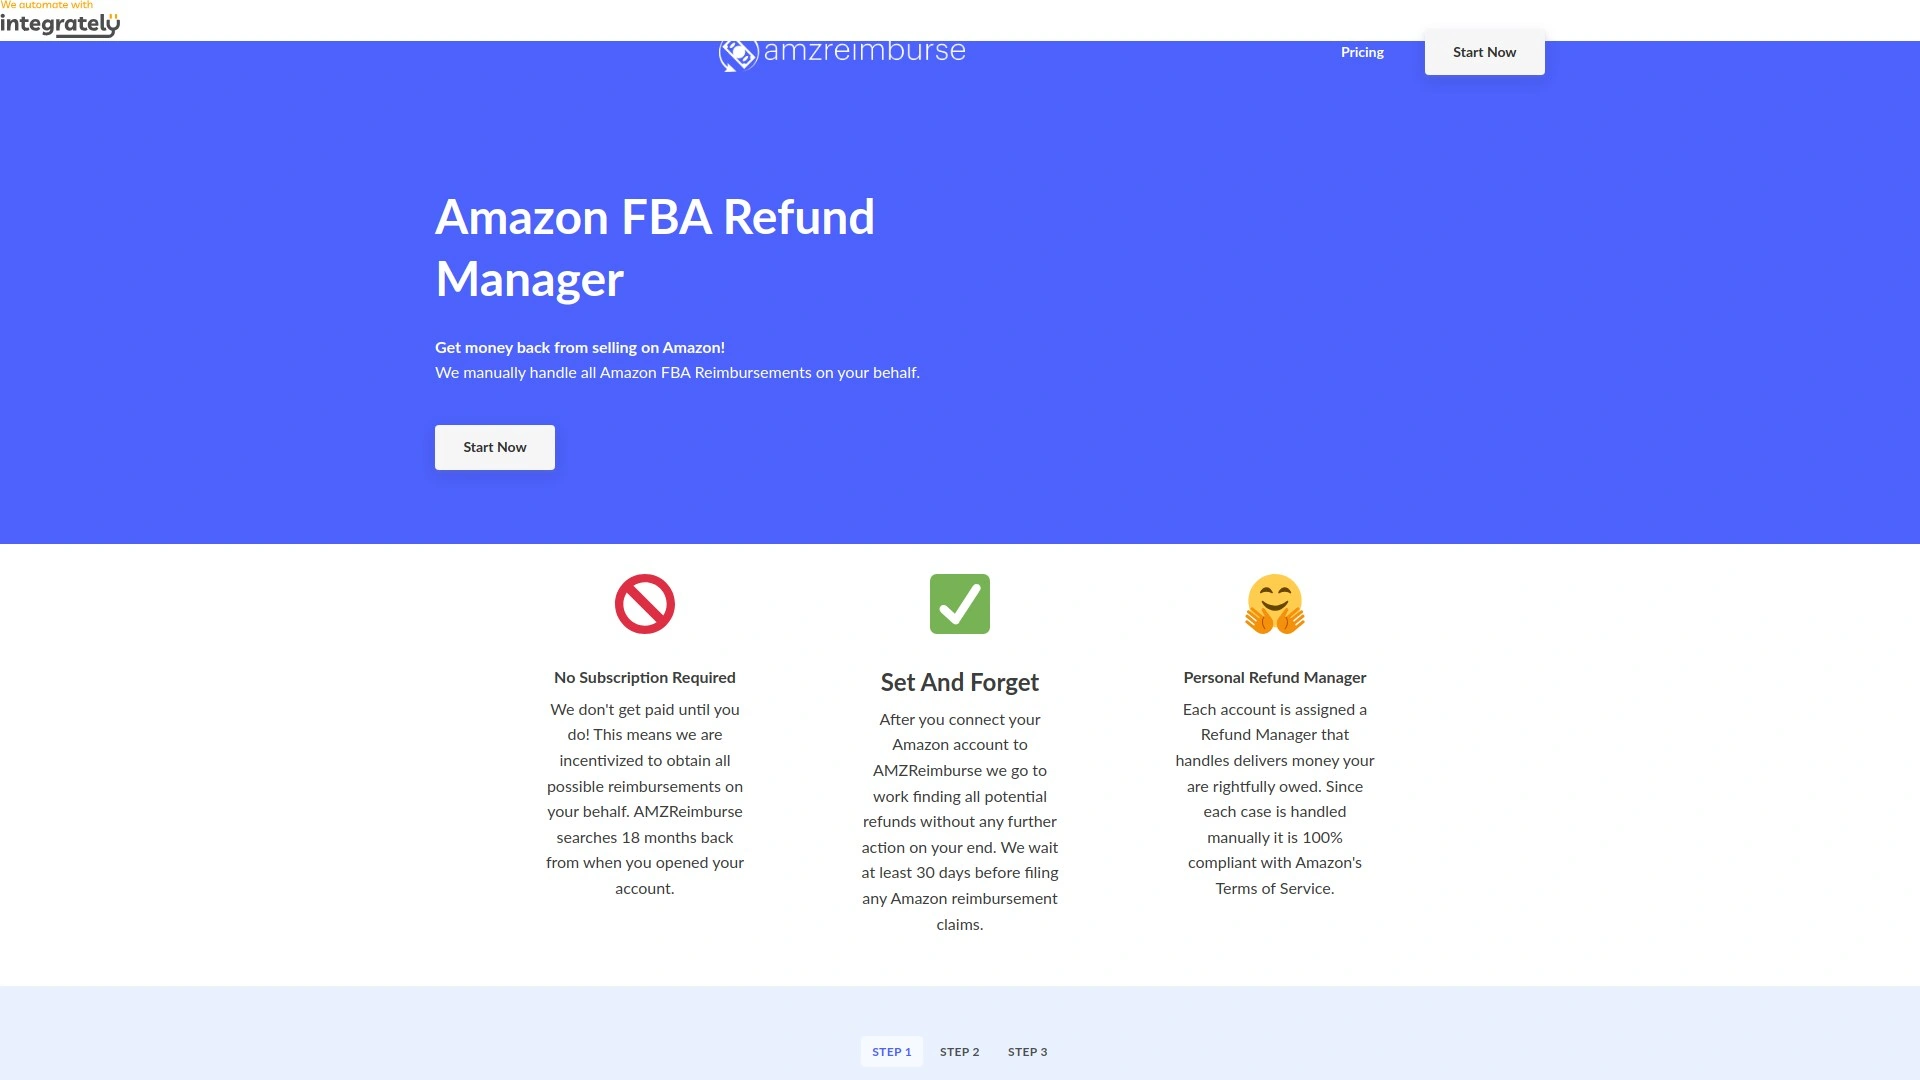 We automate with
integrately
amzreimburse
Pricing
Start Now
Amazon FBA Refund
Manager
Get money back from selling on Amazon!
We manually handle all Amazon FBA Reimbursements on your behalf.
Start Now
No Subscription Required
We don't get paid until you
do! This means we are
incentivized to obtain all
possible reimbursements on
your behalf. AMZReimburse
searches 18 months back
from when you opened your
account.
Set And Forget
After you connect your
Amazon account to
AMZReimburse we go to
work finding all potential
refunds without any further
action on your end. We wait
at least 30 days before filing
any Amazon reimbursement
claims.
Personal Refund Manager
Each account is assigned a
Refund Manager that
handles delivers money your
are rightfully owed. Since
each case is handled
manually it is 100%
compliant with Amazon's
Terms of Service.
STEP 1
STEP 2
STEP 3